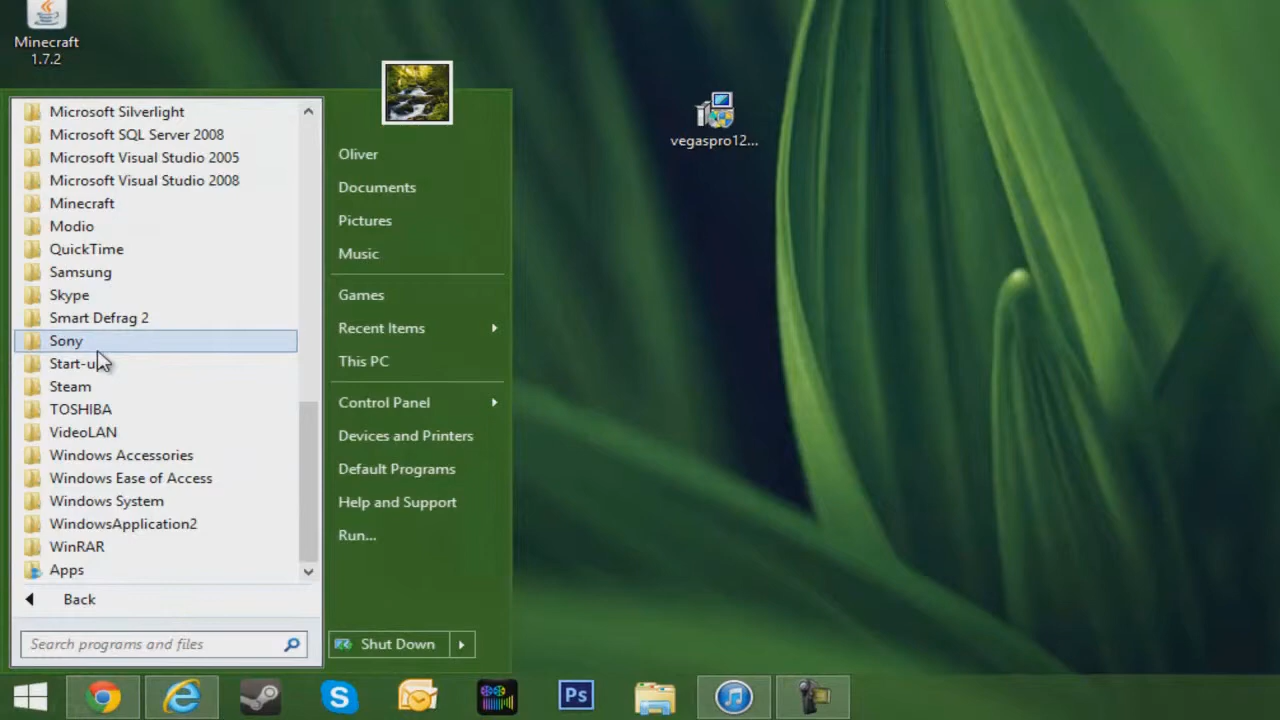 Minecraft
1.7.2
vegaspro12...
Microsoft Silverlight
Microsoft SQL Server 2008
Microsoft Visual Studio 2005
Microsoft Visual Studio 2008
Minecraft
Modio
QuickTime
Samsung
Skype
Smart Defrag 2
Sony
Start-u
Steam
TOSHIBA
VideoLAN
Windows Accessories
Windows Ease of Access
Windows System
WindowsApplication2
WinRAR
Apps
Back
Search programs and files
Oliver
Documents
Pictures
Music
Games
Recent Items
This PC
Control Panel
Devices and Printers
Default Programs
Help and Support
Run...
Shut Down
S
Ps